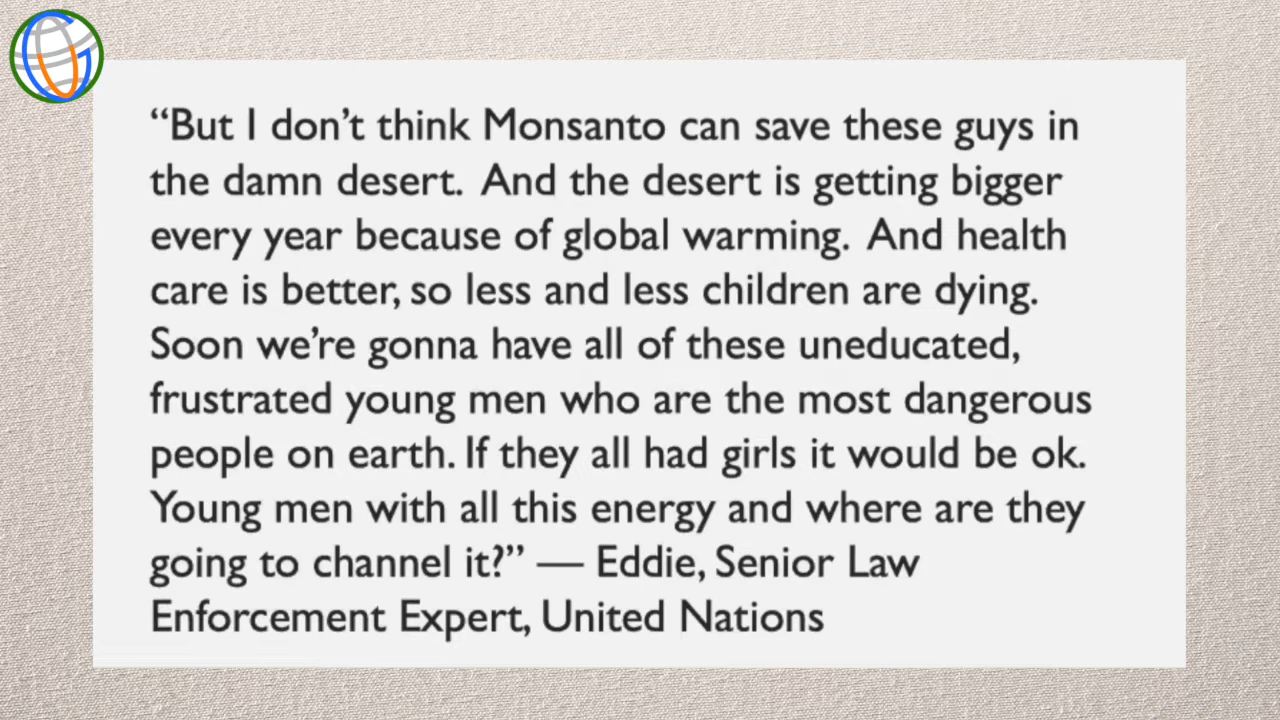 “But I don’t think Monsanto can save these guys in
the damn desert. And the desert is getting bigger
every year because of global warming. And health
care is better, so less and less children are dying.
Soon we’re gonna have all of these uneducated,
frustrated young men who are the most dangerous
people on earth. If they all had girls it would be ok.
Young men with all this energy and where are they
going to channel it?” — Eddie, Senior Law
Enforcement Expert, United Nations